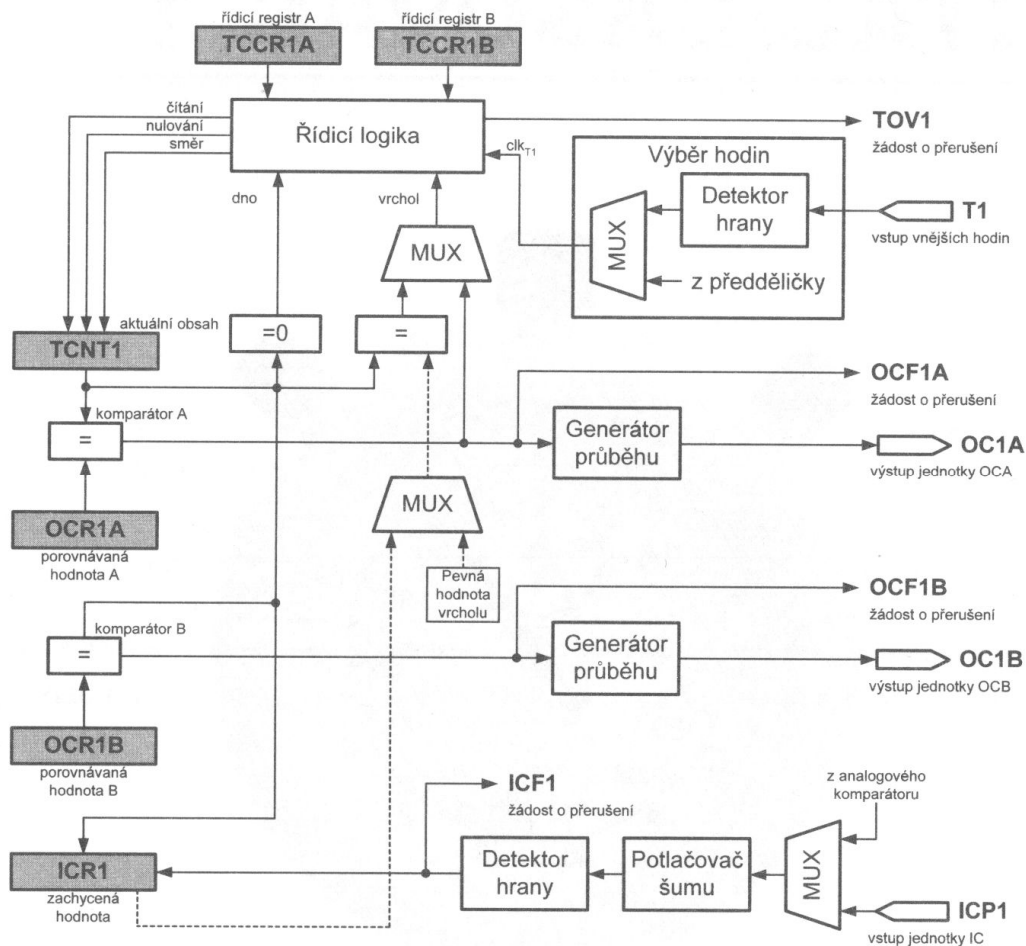 řídicí registr A
TCCR1A
řídicí registr B
TCCR1B
čítání
nulování
směr
Řídicí logika
clkT1
TOV1
žádost o přerušení
Výběr hodin
Detektor
hrany
MUX
z předděličky
T1
vstup vnějších hodin
dno
vrchol
MUX
aktuální obsah
TCNT1
=0
=
komparátor A
=
OCF1A
žádost o přerušení
Generátor
průběhu
OC1A
výstup jednotky OCA
OCR1A
porovnávaná
hodnota A
MUX
Pevná
hodnota
vrcholu
komparátor B
=
OCF1B
žádost o přerušení
Generátor
průběhu
OC1B
výstup jednotky OCB
OCR1B
porovnávaná
hodnota B
ICF1
žádost o přerušení
z analogového
komparátoru
ICR1
zachycená
hodnota
Detektor
hrany
Potlačovač
šumu
MUX
ICP1
vstup jednotky IC